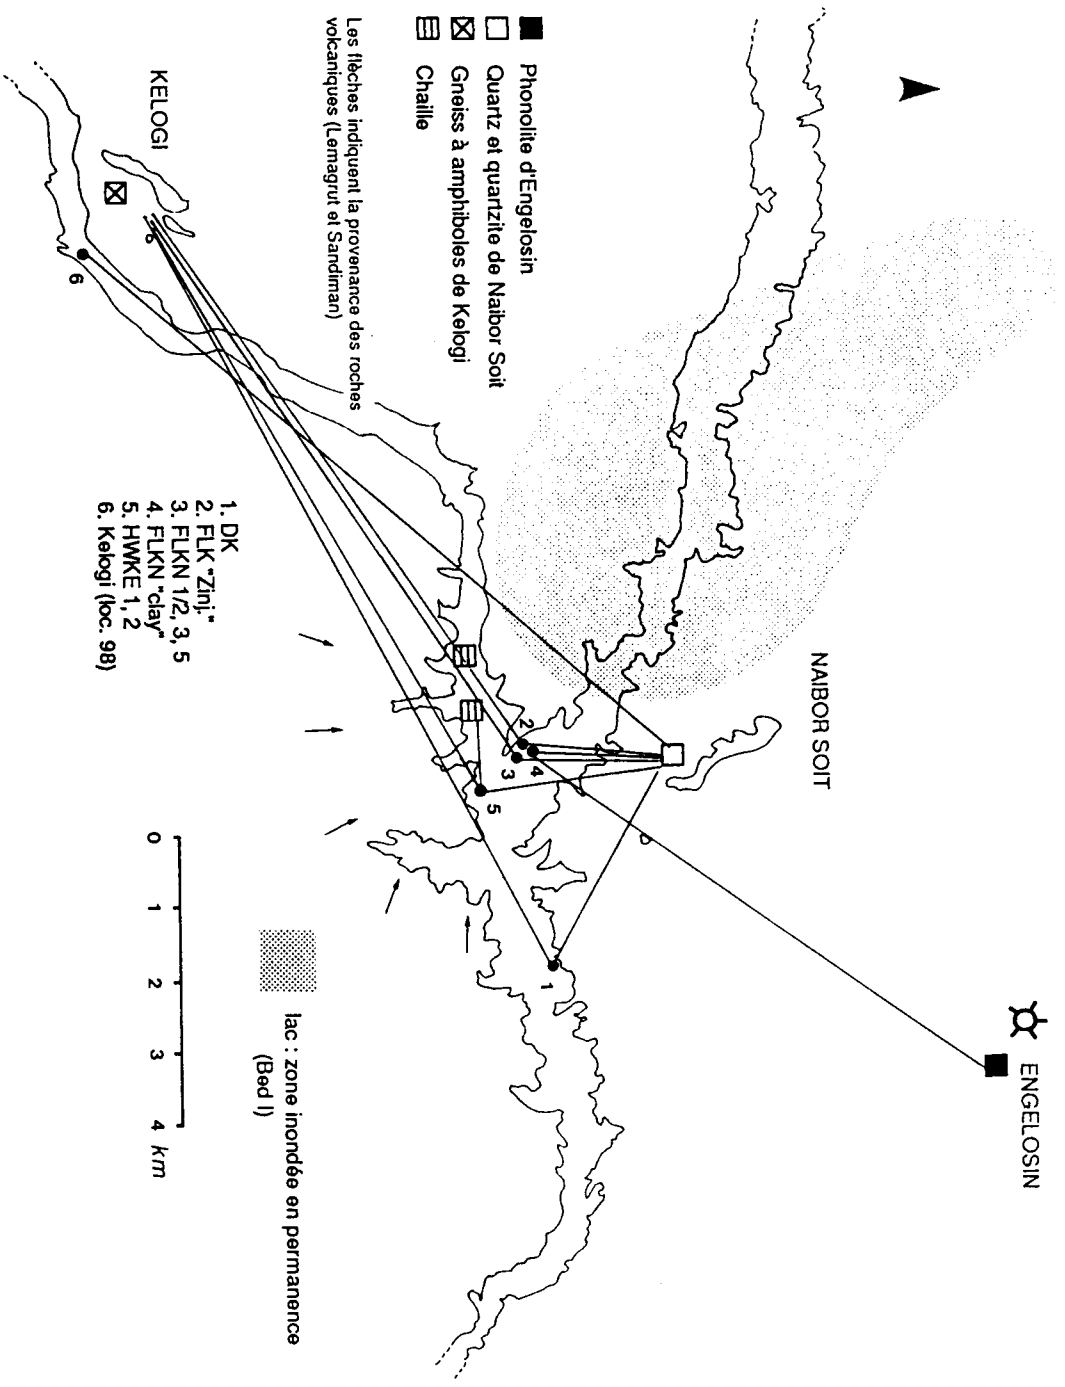 ENGELOSIN
NAIBOR SOIT
Phonolite d'Engelosin
Quartz et quartzite de Naibor Soit
Gneiss à amphiboles de Kelogi
Chaille
Les flèches indiquent la provenance des roches
volcaniques (Lemagrut et Sandiman)
KELOGI
2
4
3
5
1
6
6
1. DK
2. FLK "Zinj."
3. FLKN 1/2, 3, 5
4. FLKN "clay"
5. HWKE 1, 2
6. Kelogi (loc. 98)
0 1 2 3 4 km
lac : zone inondée en permanence
(Bed I)